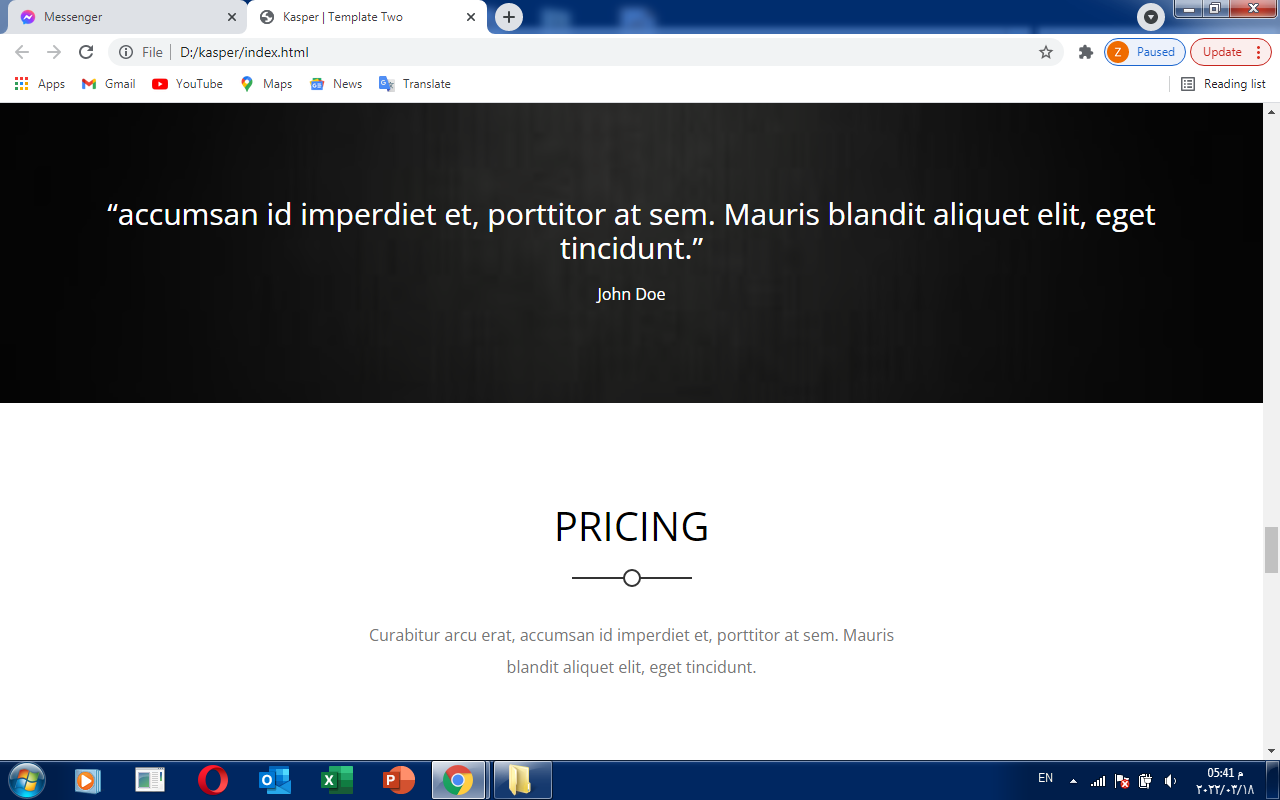 Messenger
Kasper | Template Two
File
D:/kasper/index.html
Z
Paused
Update
Apps
Gmail
YouTube
Maps
News
Translate
Reading list
“accumsan id imperdiet et, porttitor at sem. Mauris blandit aliquet elit, eget
tincidunt.”
John Doe
PRICING
Curabitur arcu erat, accumsan id imperdiet et, porttitor at sem. Mauris
blandit aliquet elit, eget tincidunt.
EN
05:41 م
٢٠٢٢/٠٣/١٨